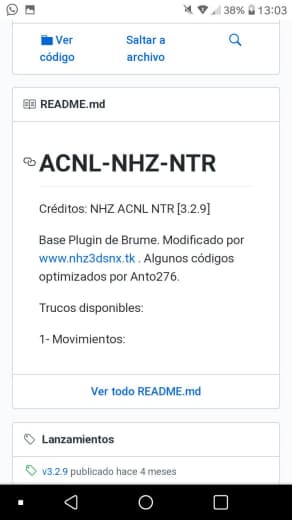 38% 13:03
Ver código
Saltar a archivo
README.md
ACNL-NHZ-NTR
Créditos: NHZ ACNL NTR [3.2.9]
Base Plugin de Brume. Modificado por
www.nhz3dsnx.tk . Algunos códigos
optimizados por Anto276.
Trucos disponibles:
1- Movimientos:
Ver todo README.md
Lanzamientos
v3.2.9 publicado hace 4 meses